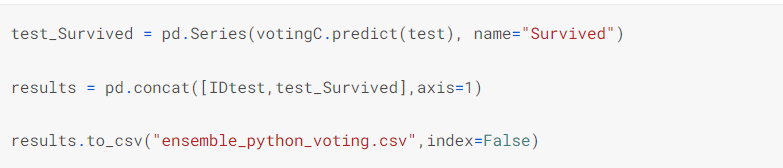 test_Survived = pd.Series(votingC.predict(test), name="Survived")
results = pd.concat([IDtest,test_Survived],axis=1)
results.to_csv("ensemble_python_voting.csv",index=False)